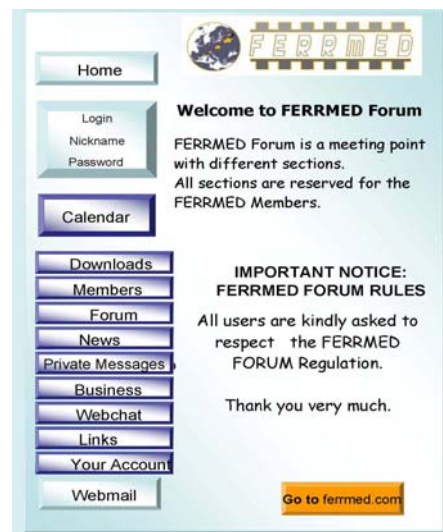 FERRMED
Home
Login
Nickname
Password
Calendar
Downloads
Members
Forum
News
Private Messages
Business
Webchat
Links
Your Account
Webmail
Welcome to FERRMED Forum
FERRMED Forum is a meeting point
with different sections.
All sections are reserved for the
FERRMED Members.
IMPORTANT NOTICE:
FERRMED FORUM RULES
All users are kindly asked to
respect the FERRMED
FORUM Regulation.
Thank you very much.
Go to ferrmed.com